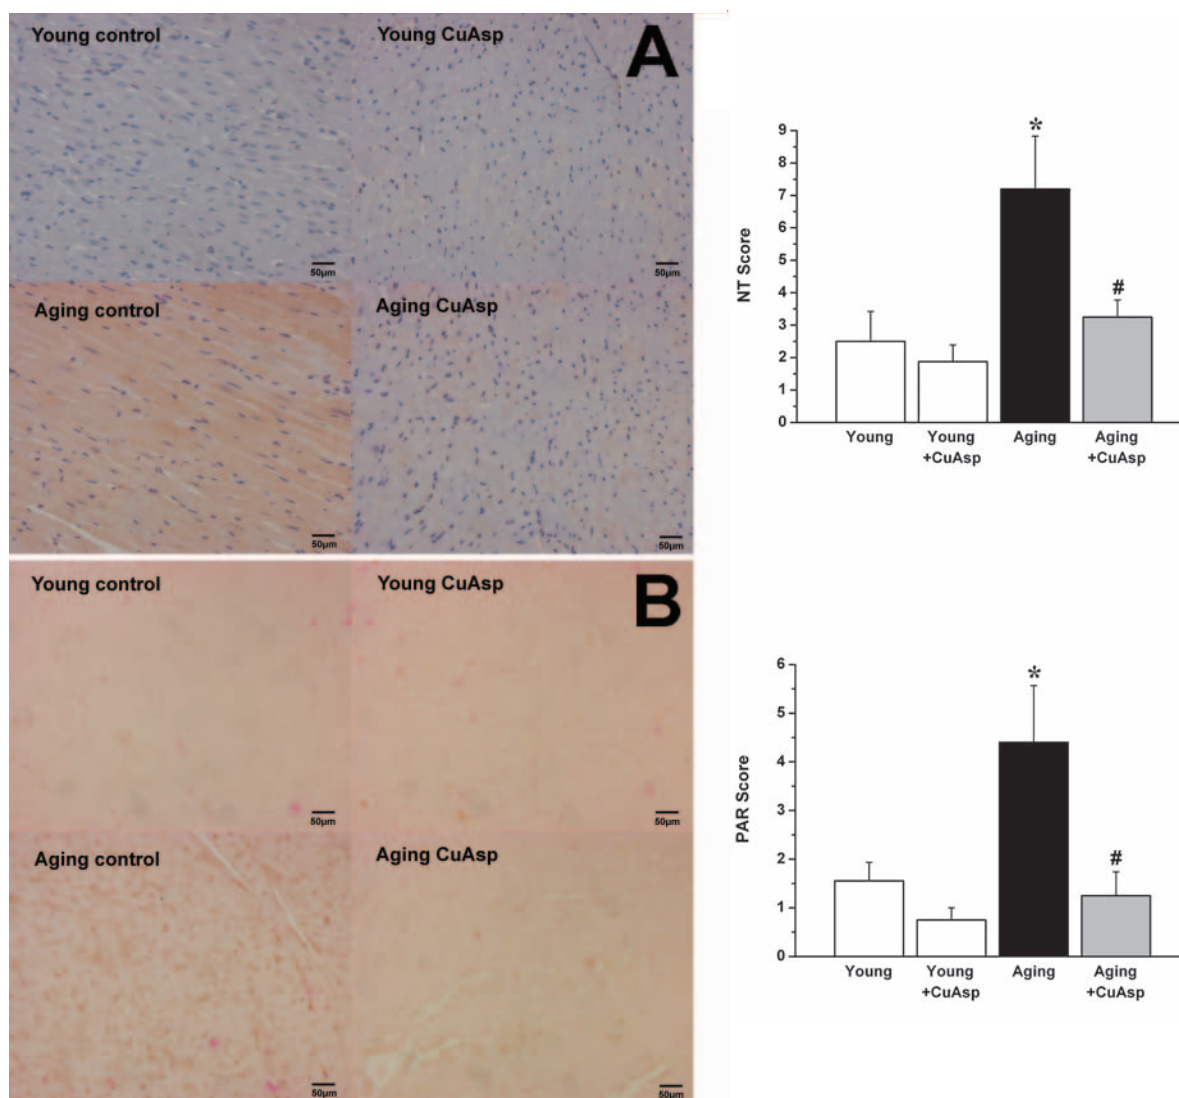 Young control
Young CuAsp
A
50µm
50µm
Aging control
Aging CuAsp
50µm
50µm
Young control
Young CuAsp
B
50µm
50µm
Aging control
Aging CuAsp
50µm
50µm
NT Score
9
8
7
6
5
4
3
2
1
0
*
#
Young
Young
+CuAsp
Aging
Aging
+CuAsp
PAR Score
6
5
4
3
2
1
0
*
#
Young
Young
+CuAsp
Aging
Aging
+CuAsp